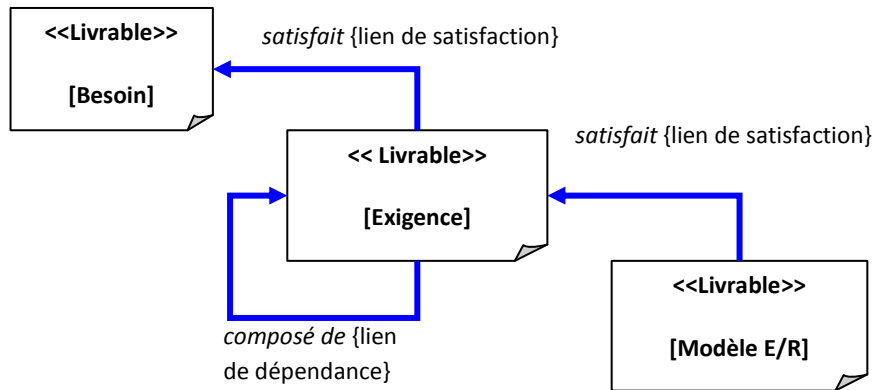 <<Livrable>>
[Besoin]
satisfait {lien de satisfaction}
<< Livrable>>
[Exigence]
satisfait {lien de satisfaction}
composé de {lien
de dépendance}
<<Livrable>>
[Modèle E/R]